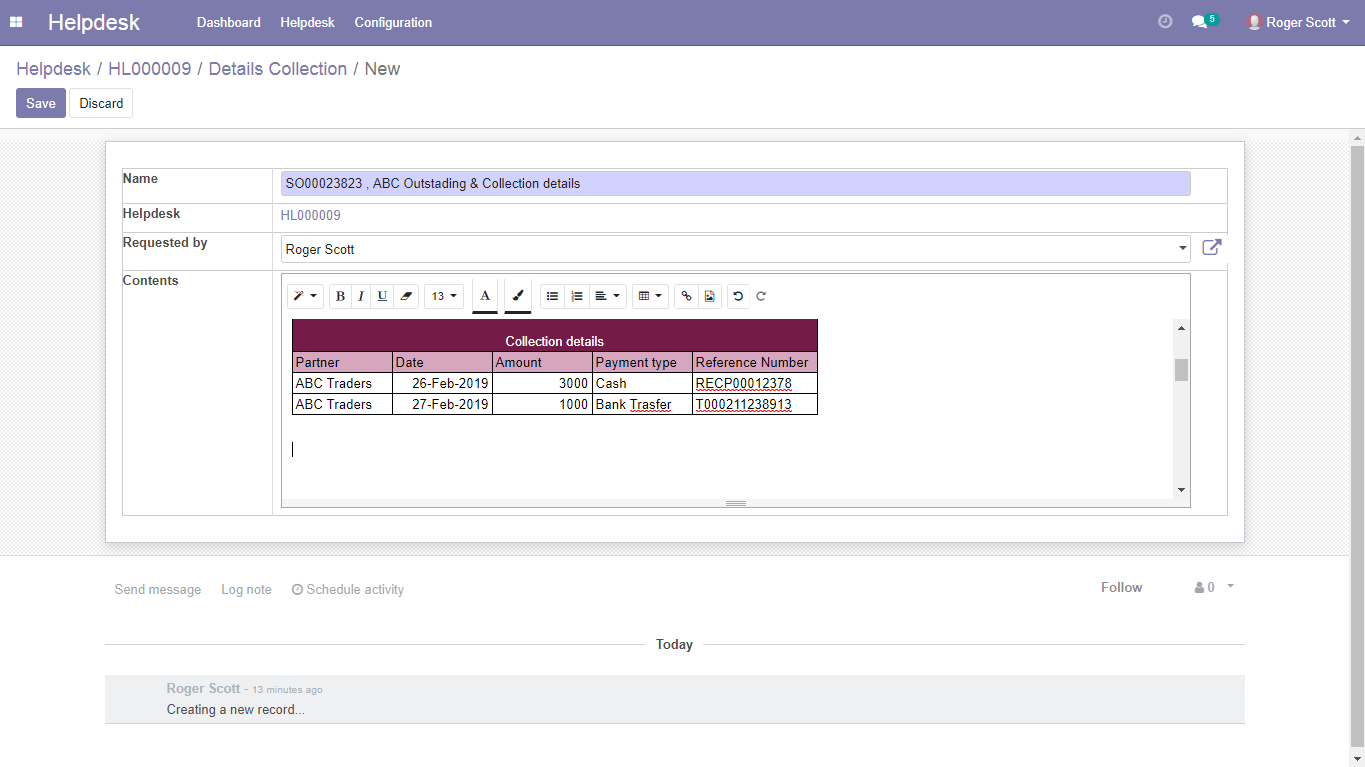 Helpdesk Dashboard Helpdesk Configuration 5 Roger Scott
Helpdesk / HL000009 / Details Collection / New
Save Discard
Name SO00023823 , ABC Outstading & Collection details
Helpdesk HL000009
Requested by Roger Scott
Contents
B I U 13 A
Collection details
Partner Date Amount Payment type Reference Number
ABC Traders 26-Feb-2019 3000 Cash RECP00012378
ABC Traders 27-Feb-2019 1000 Bank Trasfer T000211238913
Send message Log note Schedule activity Follow 0
Today
Roger Scott - 13 minutes ago
Creating a new record...